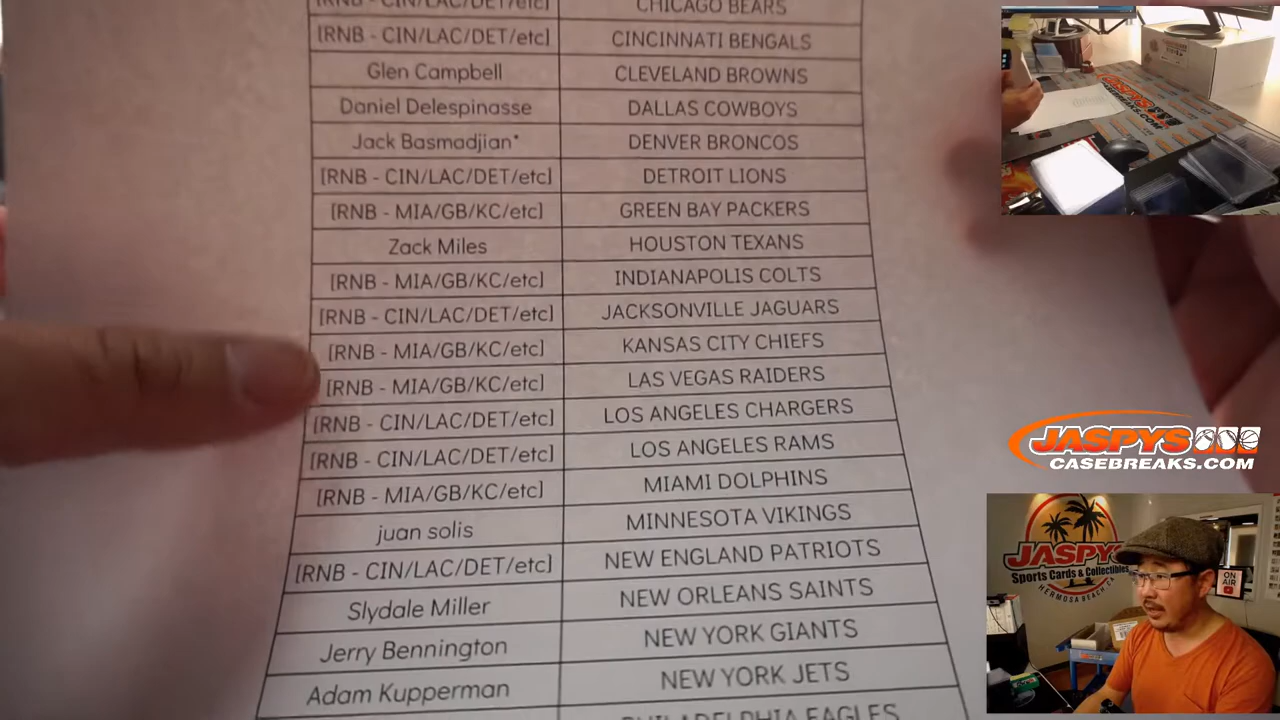 [RNB - CIN/LAC/DET/etc] CHICAGO BEARS
[RNB - CIN/LAC/DET/etc] CINCINNATI BENGALS
Glen Campbell CLEVELAND BROWNS
Daniel Delespinasse DALLAS COWBOYS
Jack Basmadjian* DENVER BRONCOS
[RNB - CIN/LAC/DET/etc] DETROIT LIONS
[RNB - MIA/GB/KC/etc] GREEN BAY PACKERS
Zack Miles HOUSTON TEXANS
[RNB - MIA/GB/KC/etc] INDIANAPOLIS COLTS
[RNB - CIN/LAC/DET/etc] JACKSONVILLE JAGUARS
[RNB - MIA/GB/KC/etc] KANSAS CITY CHIEFS
[RNB - MIA/GB/KC/etc] LAS VEGAS RAIDERS
[RNB - CIN/LAC/DET/etc] LOS ANGELES CHARGERS
[RNB - CIN/LAC/DET/etc] LOS ANGELES RAMS
[RNB - MIA/GB/KC/etc] MIAMI DOLPHINS
juan solis MINNESOTA VIKINGS
[RNB - CIN/LAC/DET/etc] NEW ENGLAND PATRIOTS
Slydale Miller NEW ORLEANS SAINTS
Jerry Bennington NEW YORK GIANTS
Adam Kupperman NEW YORK JETS
PHILADELPHIA EAGLES
JASPYS
CASEBREAKS.COM
JASPYS
Sports Cards & Collectibles
HERMOSA BEACH
ON
AIR